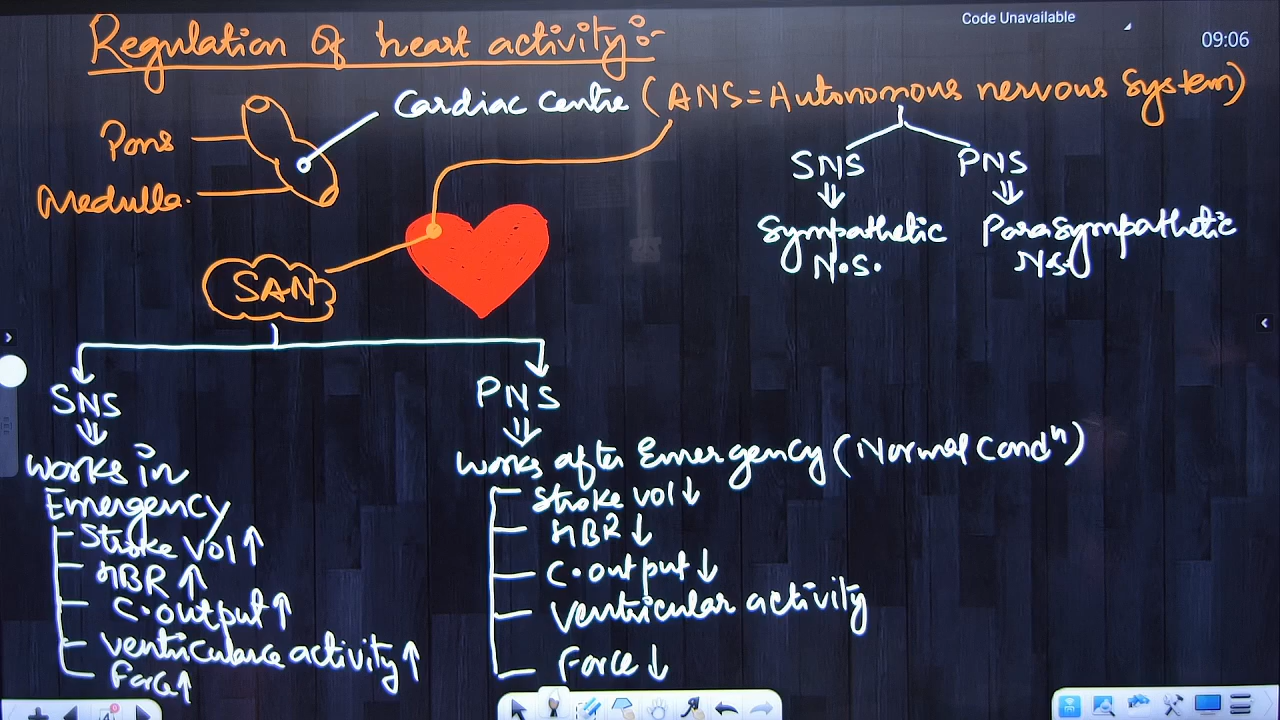 Code Unavailable
09:06
Regulation of heart activity:-
Cardiac Centre (ANS=Autonomous nervous System)
Pons
Medulla.
SNS
PNS
Sympathetic
N.S.
Parasympathetic
N.S.
SAN
SNS
Works in
Emergency
Stroke Vol ↑
HBR ↑
C. output ↑
Ventriculare activity ↑
Force ↑
PNS
Works after Emergency (Normal Condⁿ)
Stroke vol ↓
HBR ↓
C. output ↓
Ventricular activity
Force ↓